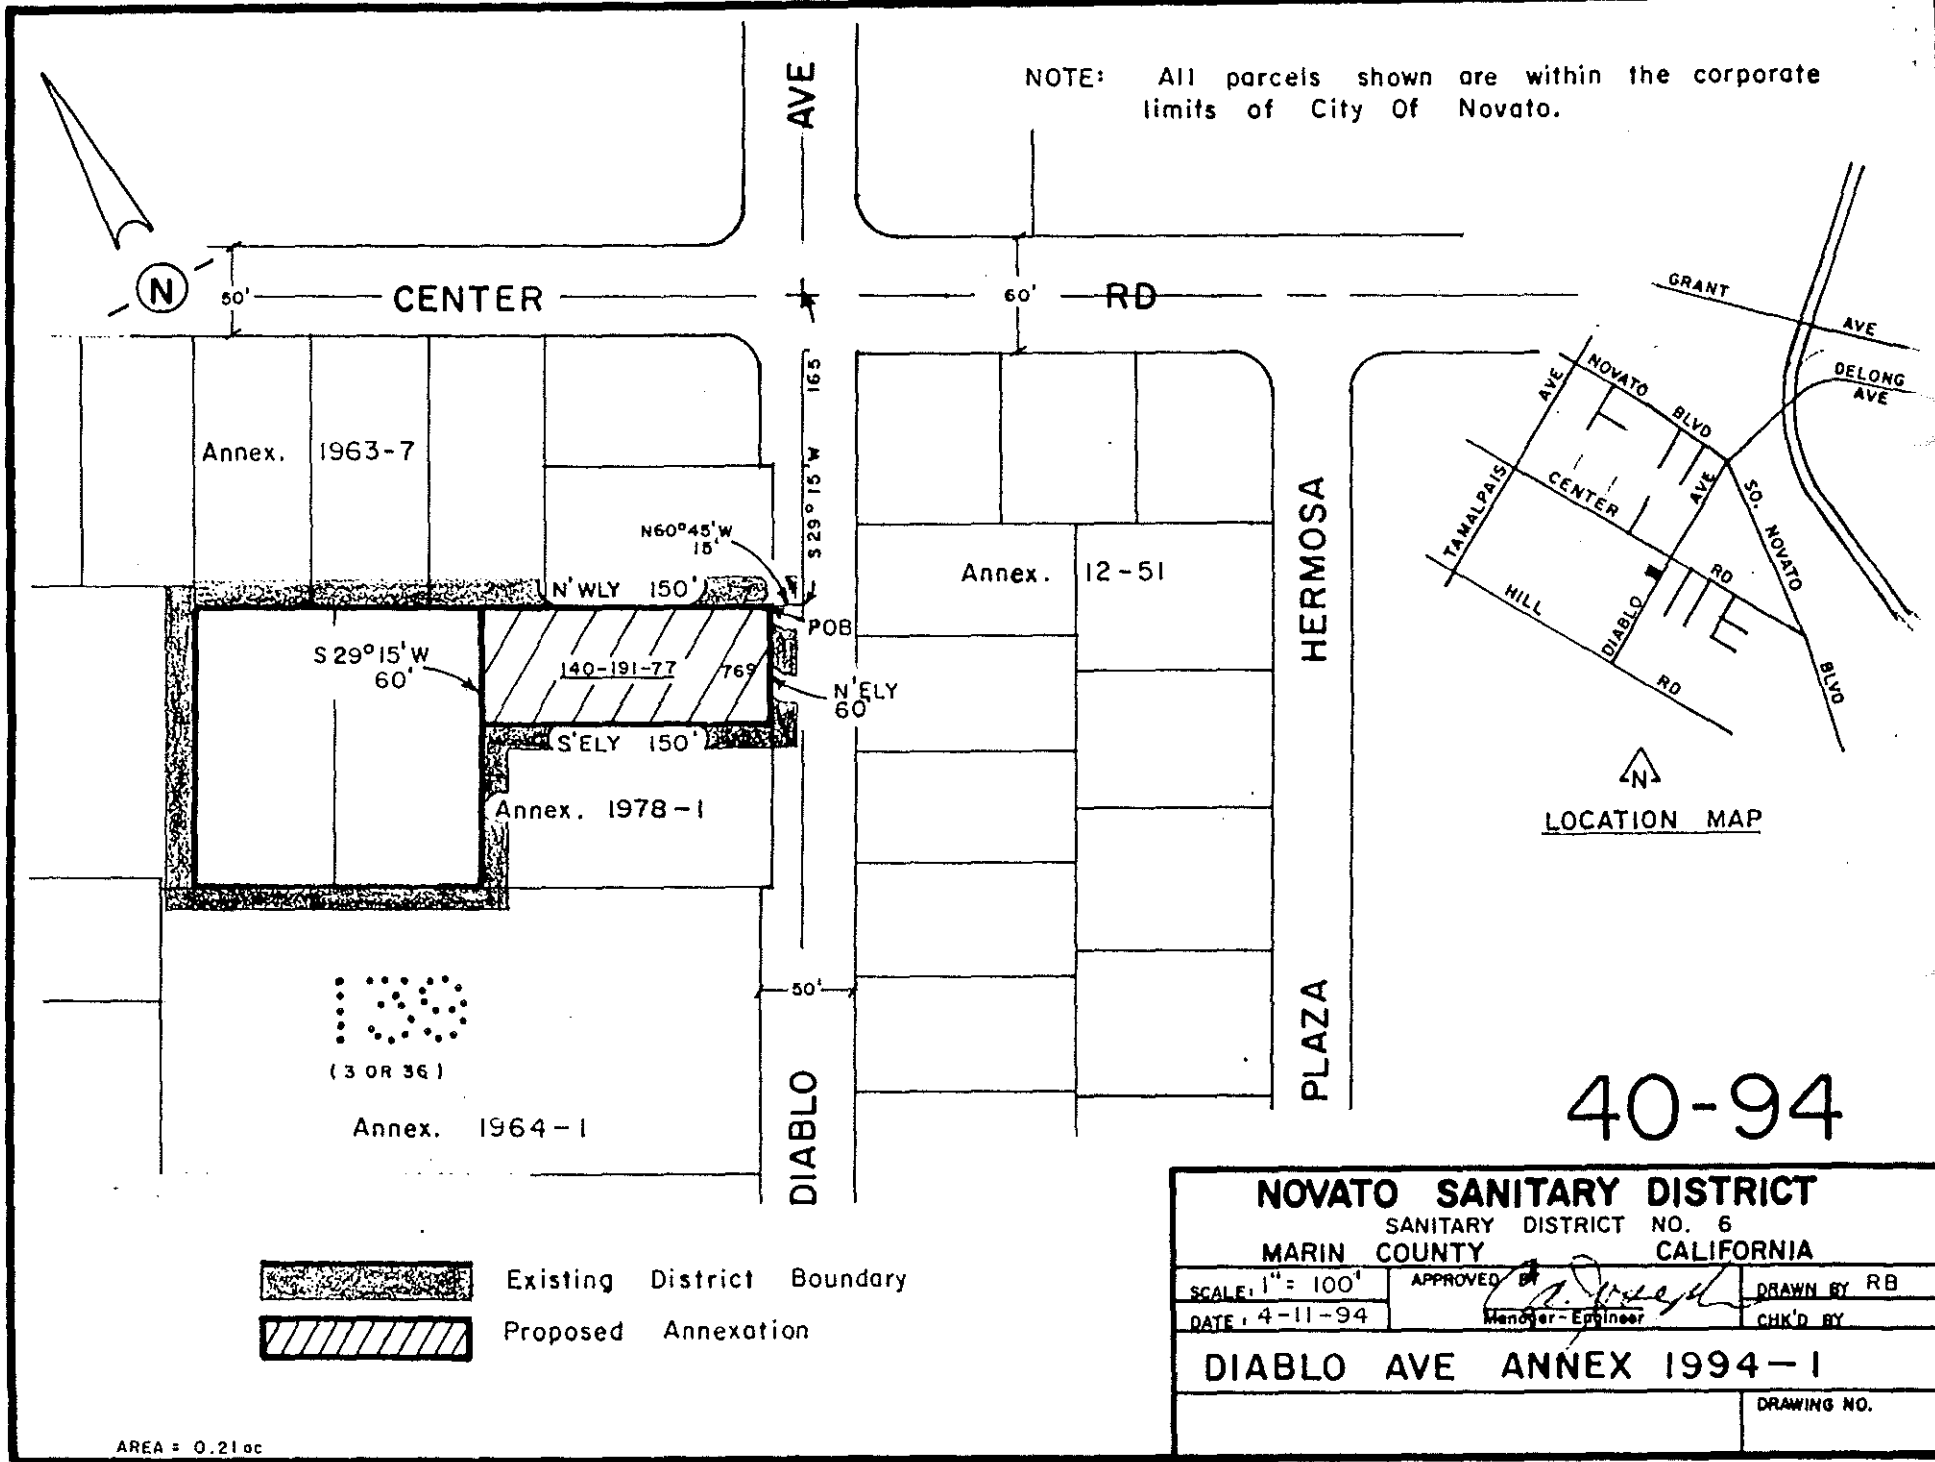 NOTE: All parcels shown are within the corporate
limits of City Of Novato.
AVE
N
50'
CENTER
60'
RD
S 29° 15' W 165
Annex. 1963-7
N60°45'W
15'
N'WLY 150'
POB
S 29° 15' W
60'
140-191-77
769
N'ELY
60'
S'ELY 150'
Annex. 1978-1
Annex. 12-51
HERMOSA
PLAZA
50'
DIABLO
139
(3 OR 36)
Annex. 1964-1
GRANT
AVE
DELONG
AVE
NOVATO
BLVD
AVE
TAMALPAIS
CENTER
AVE
SO. NOVATO
BLVD
RD
HILL
DIABLO
RD
N
LOCATION MAP
40-94
Existing District Boundary
Proposed Annexation
AREA = 0.21 ac
NOVATO SANITARY DISTRICT
SANITARY DISTRICT NO. 6
MARIN COUNTY CALIFORNIA
SCALE: 1" = 100'
APPROVED BY
DRAWN BY RB
DATE: 4-11-94
Manager-Engineer
CHK'D BY
DIABLO AVE ANNEX 1994-1
DRAWING NO.